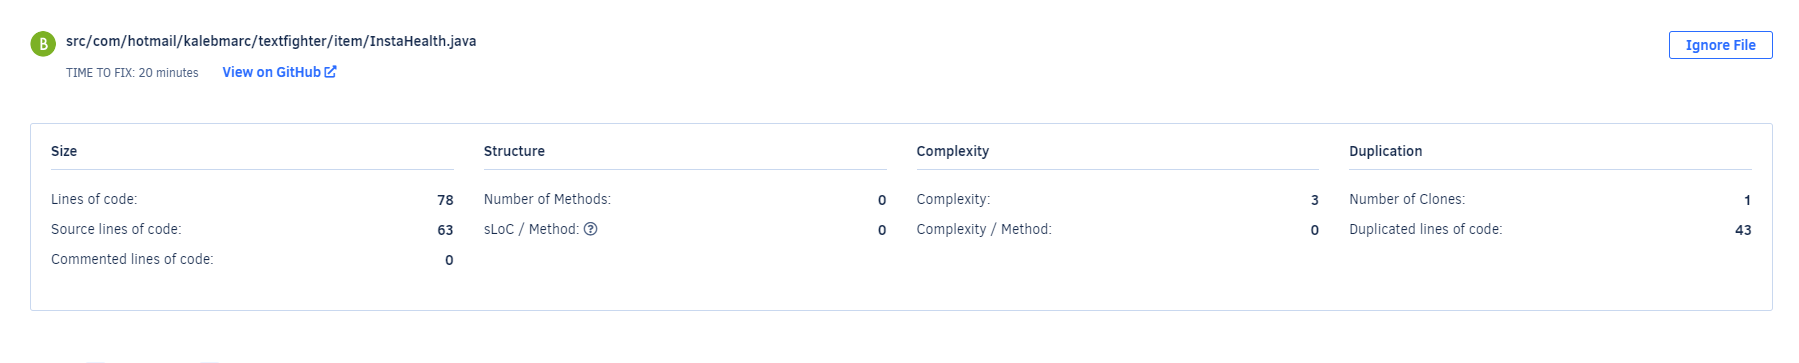 B src/com/hotmail/kalebmarc/textfighter/item/InstaHealth.java
Ignore File
TIME TO FIX: 20 minutes View on GitHub
Size
Lines of code: 78
Source lines of code: 63
Commented lines of code: 0
Structure
Number of Methods: 0
sLoC / Method: ? 0
Complexity
Complexity: 3
Complexity / Method: 0
Duplication
Number of Clones: 1
Duplicated lines of code: 43